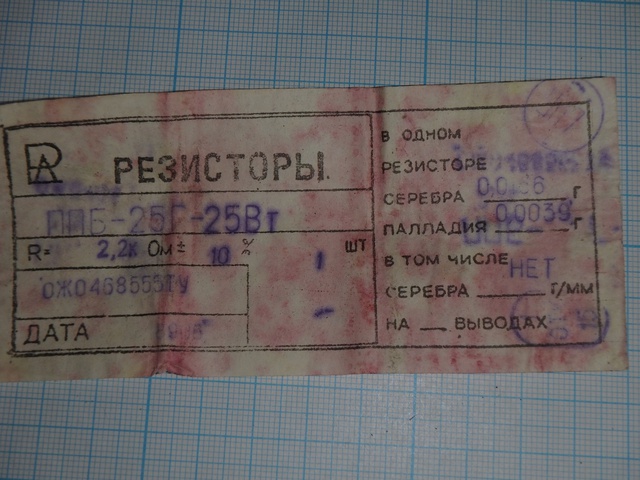 РЕЗИСТОРЫ
ППБ-25Г-25Вт
R= 2,2к Ом ± 10 % 1 ШТ
ОЖ0468555ТУ
ДАТА
В ОДНОМ
РЕЗИСТОРЕ
СЕРЕБРА Г
ПАЛЛАДИЯ 0,0039 Г
В ТОМ ЧИСЛЕ
НЕТ
СЕРЕБРА Г/ММ
НА ВЫВОДАХ